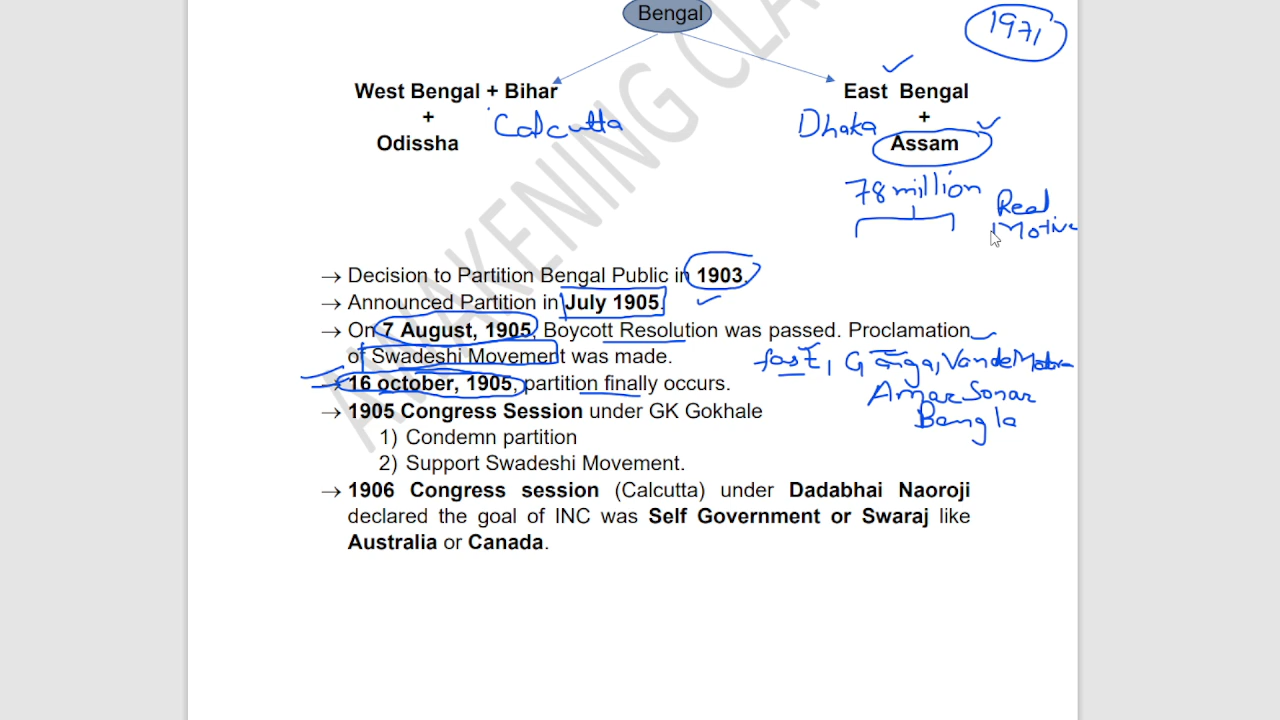 Bengal
1971
West Bengal + Bihar
+
Odissha
Calcutta
East Bengal
+
Assam
Dhaka
78 million
Real
Motive
AWAKENING CLA
→ Decision to Partition Bengal Public in 1903.
→ Announced Partition in July 1905.
→ On 7 August, 1905, Boycott Resolution was passed. Proclamation
of Swadeshi Movement was made.
fast, Ganga, Vande Matram
Amar Sonar
Bangla
→ 16 october, 1905, partition finally occurs.
→ 1905 Congress Session under GK Gokhale
1) Condemn partition
2) Support Swadeshi Movement.
→ 1906 Congress session (Calcutta) under Dadabhai Naoroji
declared the goal of INC was Self Government or Swaraj like
Australia or Canada.